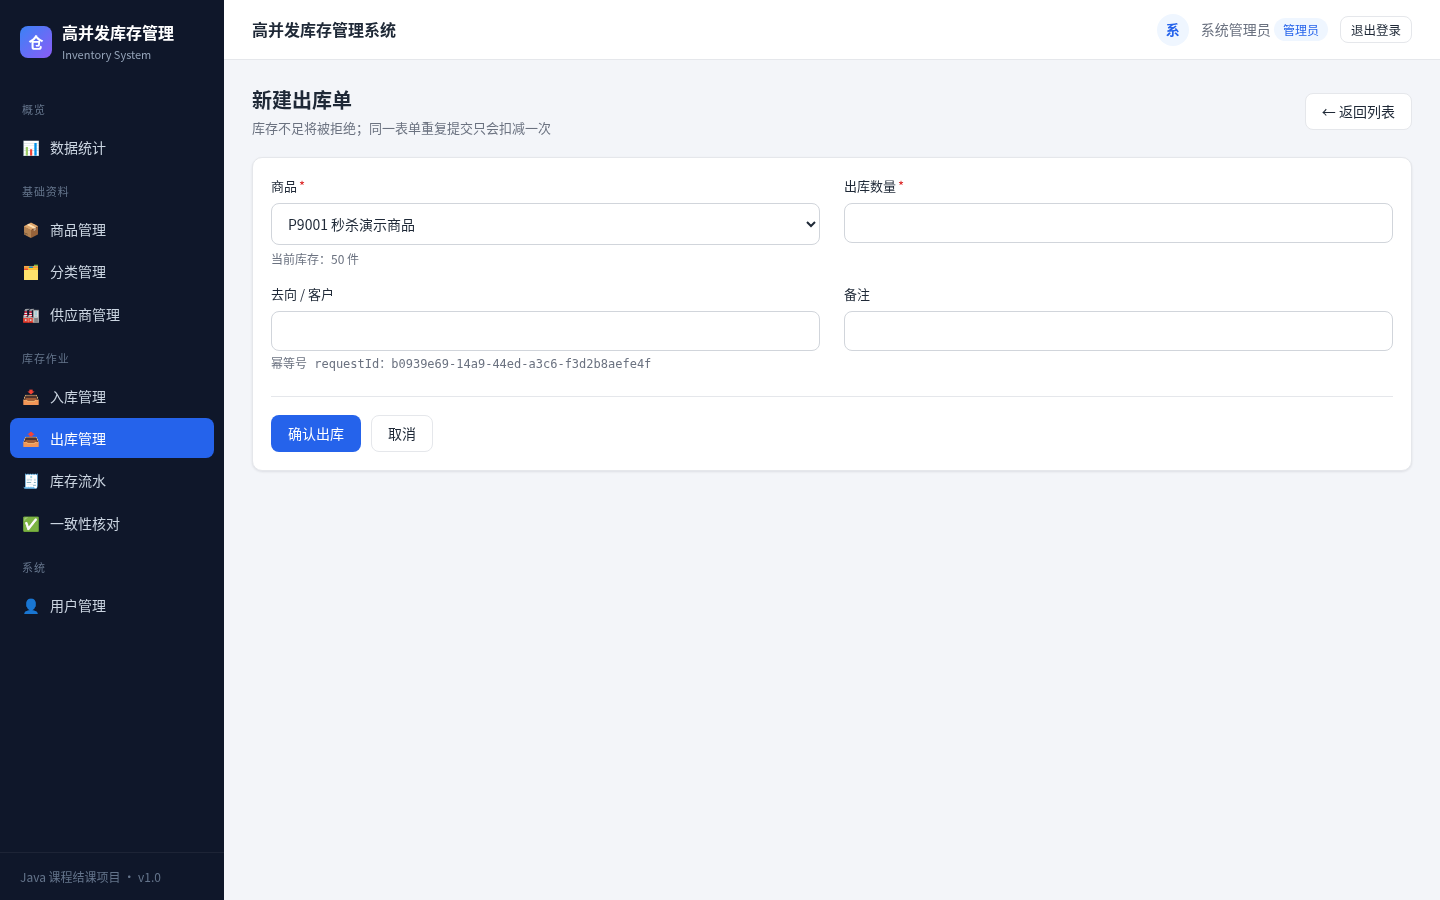 仓
高并发库存管理
Inventory System
概览
数据统计
基础资料
商品管理
分类管理
供应商管理
库存作业
入库管理
出库管理
库存流水
一致性核对
系统
用户管理
Java 课程结课项目 · v1.0
高并发库存管理系统
系
系统管理员
管理员
退出登录
新建出库单
库存不足将被拒绝；同一表单重复提交只会扣减一次
← 返回列表
商品 *
P9001 秒杀演示商品
当前库存：50 件
出库数量 *
去向 / 客户
备注
幂等号 requestId：b0939e69-14a9-44ed-a3c6-f3d2b8aefe4f
确认出库
取消